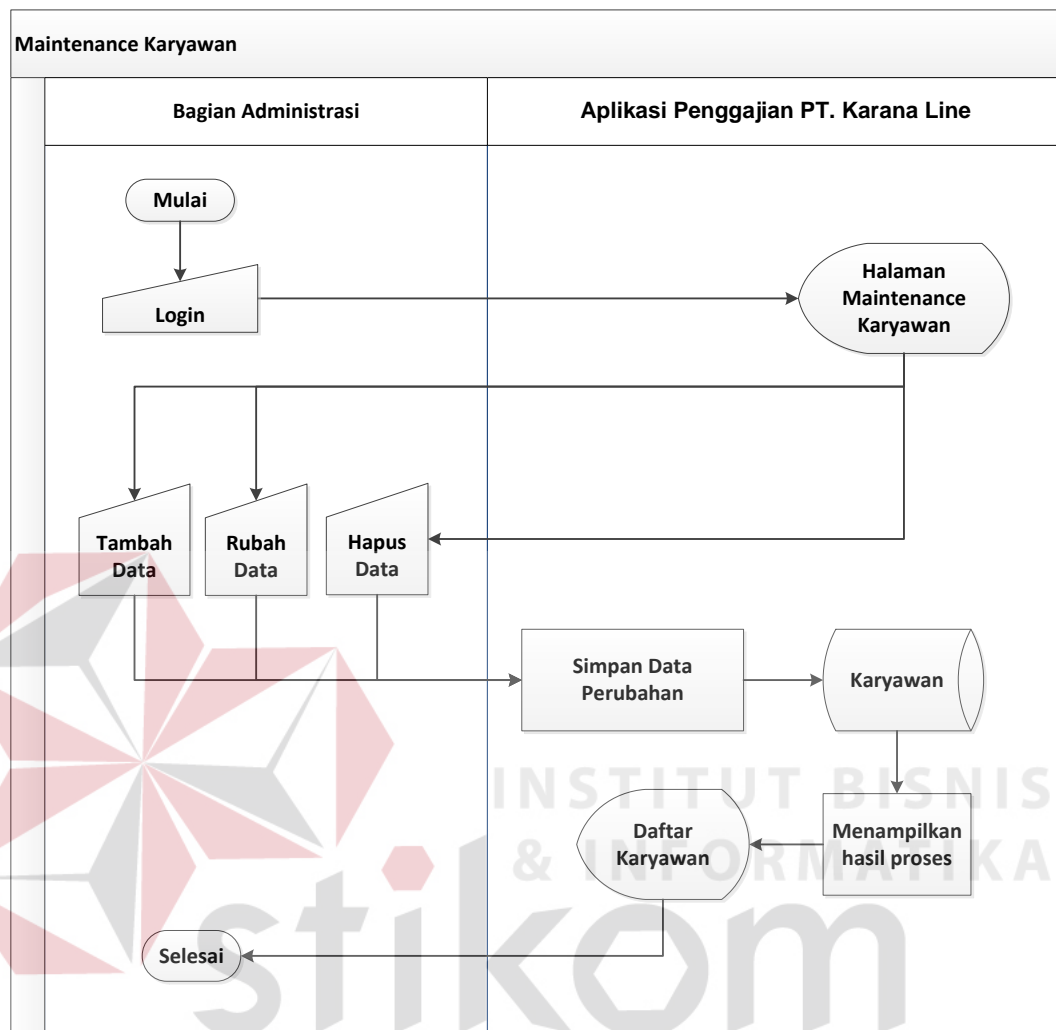 Maintenance Karyawan
Bagian Administrasi
Aplikasi Penggajian PT. Karana Line
Mulai
Login
Halaman
Maintenance
Karyawan
Tambah
Data
Rubah
Data
Hapus
Data
Simpan Data
Perubahan
Karyawan
Menampilkan
hasil proses
Daftar
Karyawan
Selesai
INSTITUT BISNIS
& INFORMATIKA
stikom